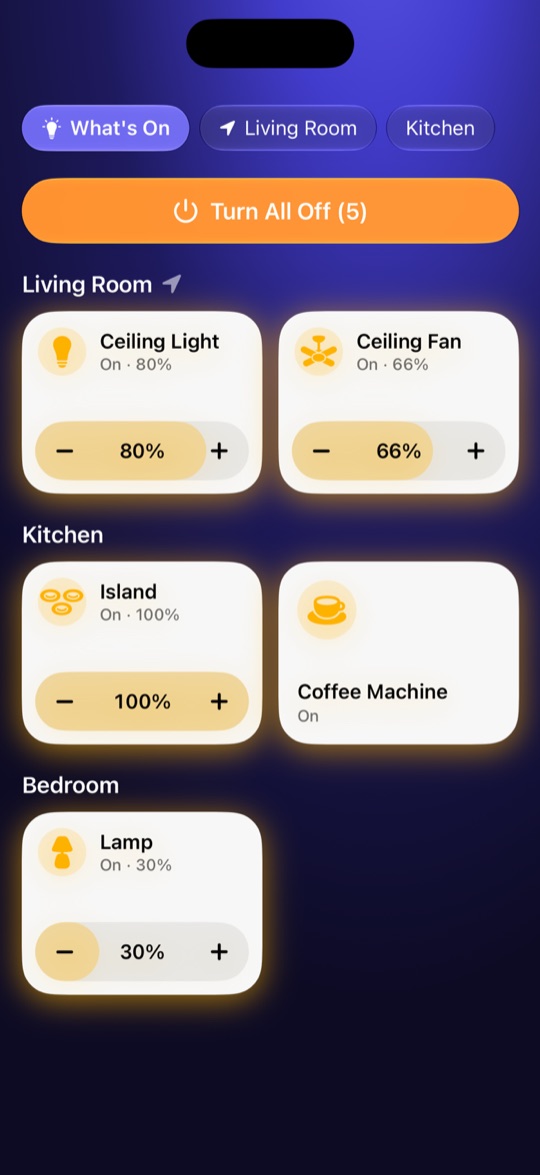 What's On
Living Room
Kitchen
Turn All Off (5)
Living Room
Ceiling Light
On · 80%
80%
Ceiling Fan
On · 66%
66%
Kitchen
Island
On · 100%
100%
Coffee Machine
On
Bedroom
Lamp
On · 30%
30%